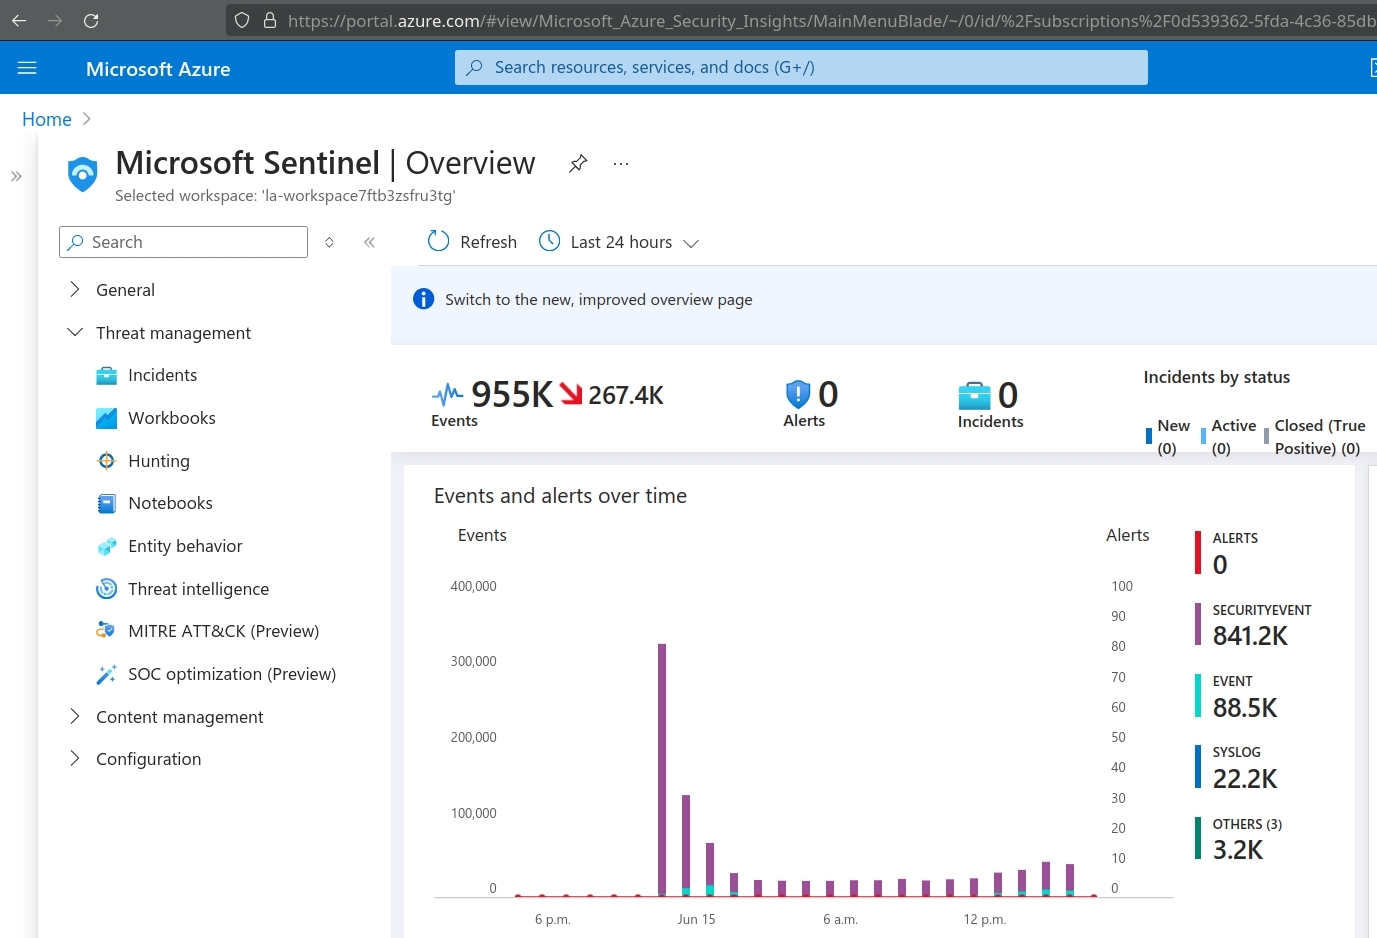 https://portal.azure.com/#view/Microsoft_Azure_Security_Insights/MainMenuBlade/~/0/id/%2Fsubscriptions%2F0d539362-5fda-4c36-85db
Microsoft Azure
Search resources, services, and docs (G+/)
Home
Microsoft Sentinel | Overview
Selected workspace: 'la-workspace7ftb3zsfru3tg'
Search
Refresh
Last 24 hours
General
Threat management
Incidents
Workbooks
Hunting
Notebooks
Entity behavior
Threat intelligence
MITRE ATT&CK (Preview)
SOC optimization (Preview)
Content management
Configuration
Switch to the new, improved overview page
955K 267.4K
Events
0
Alerts
0
Incidents
Incidents by status
New (0)
Active (0)
Closed (True Positive) (0)
Events and alerts over time
Events
400,000
300,000
200,000
100,000
0
Alerts
100
90
80
70
60
50
40
30
20
10
0
6 p.m.
Jun 15
6 a.m.
12 p.m.
ALERTS
0
SECURITYEVENT
841.2K
EVENT
88.5K
SYSLOG
22.2K
OTHERS (3)
3.2K